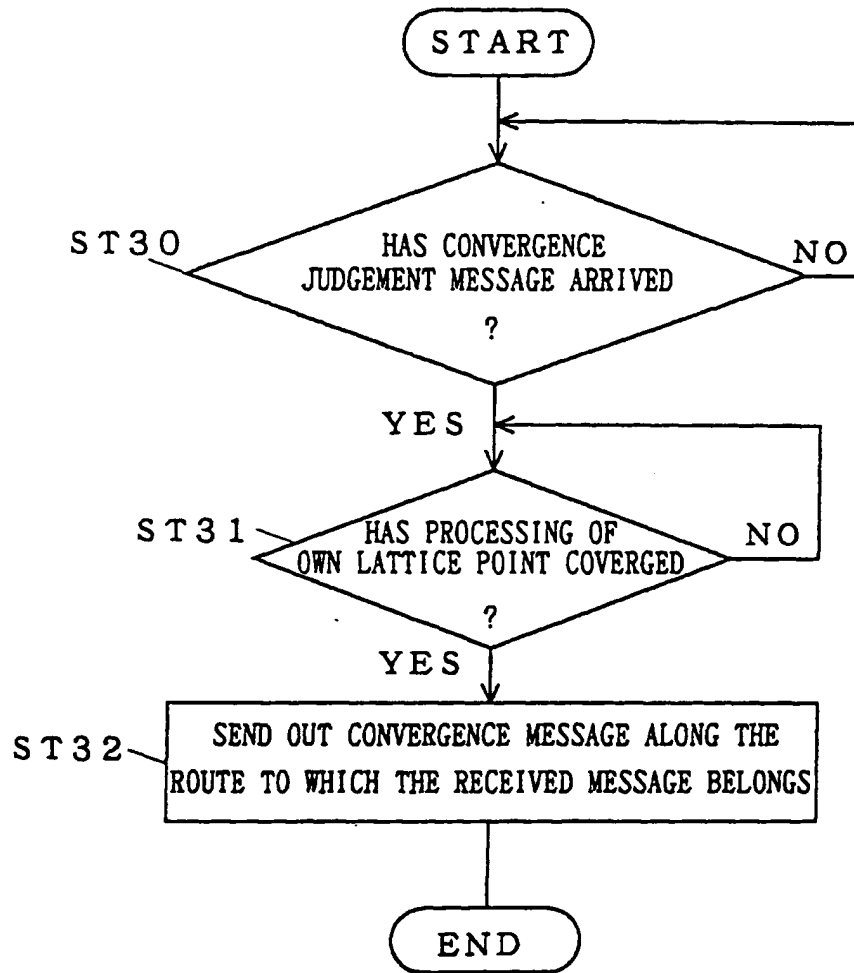 START
ST30
HAS CONVERGENCE
JUDGEMENT MESSAGE ARRIVED
?
NO
YES
ST31
HAS PROCESSING OF
OWN LATTICE POINT COVERGED
?
NO
YES
ST32
SEND OUT CONVERGENCE MESSAGE ALONG THE
ROUTE TO WHICH THE RECEIVED MESSAGE BELONGS
END